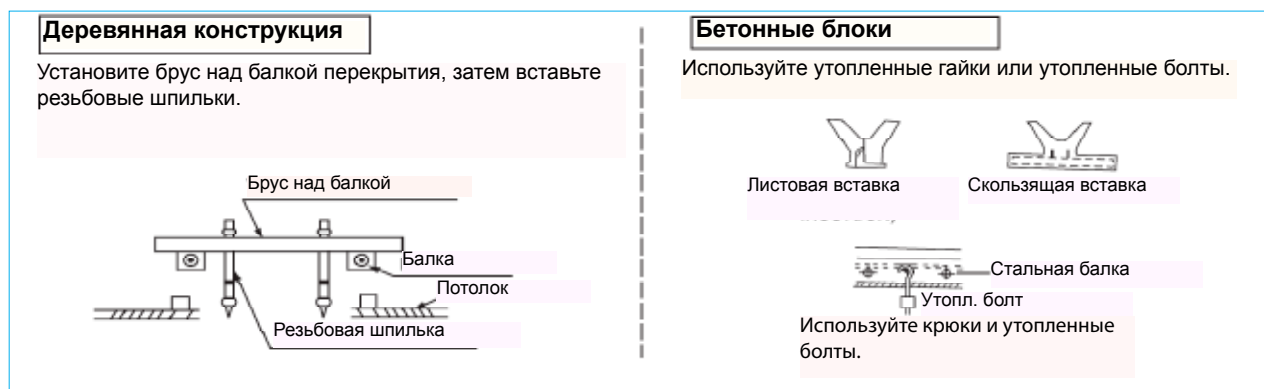 Деревянная конструкция
Установите брус над балкой перекрытия, затем вставьте
резьбовые шпильки.
Брус над балкой
Балка
Потолок
Резьбовая шпилька
Бетонные блоки
Используйте утопленные гайки или утопленные болты.
Листовая вставка
Скользящая вставка
Стальная балка
Утопл. болт
Используйте крюки и утопленные
болты.